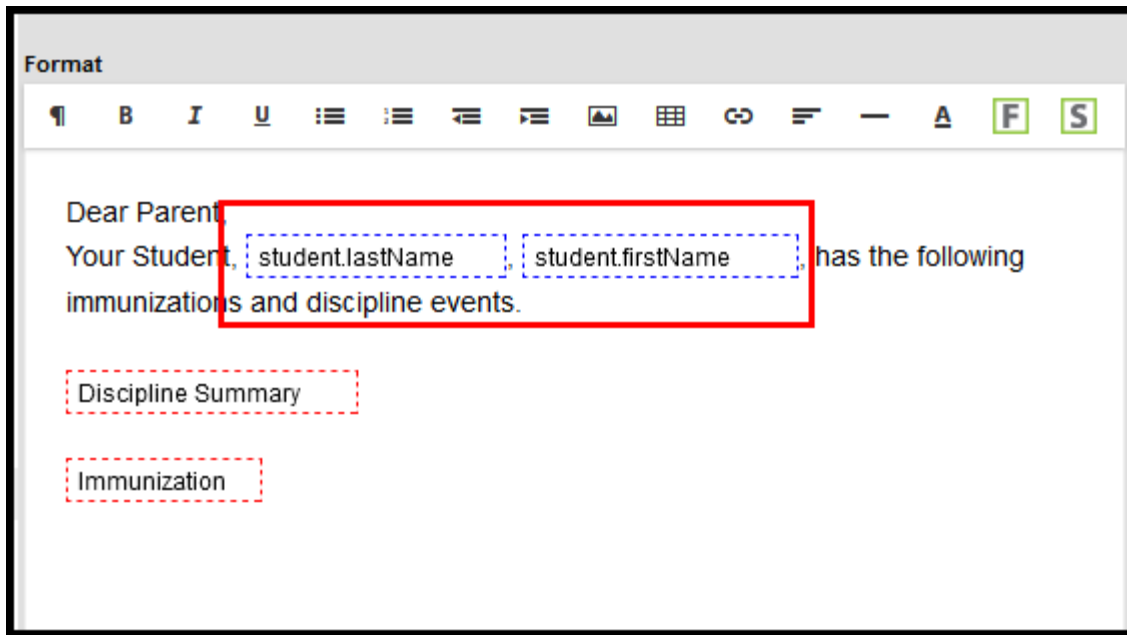 Format
¶ B I U A F S
Dear Parent,
Your Student, student.lastName , student.firstName , has the following
immunizations and discipline events.
Discipline Summary
Immunization